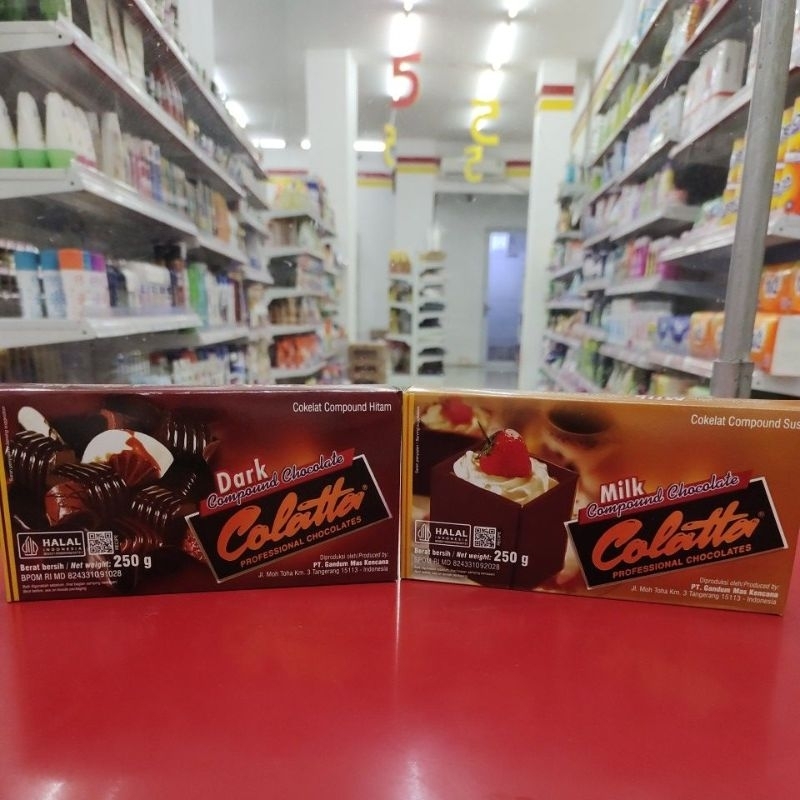 5
5
5
Cokelat Compound Hitam
Dark
Compound Chocolate
Colatta®
PROFESSIONAL CHOCOLATES
HALAL
INDONESIA
Berat bersih / Net weight: 250 g
BPOM RI MD 824331091028
Diproduksi oleh/Produced by:
PT. Gandum Mas Kencana
Jl. Moh Toha Km. 3 Tangerang 15113 - Indonesia
Cokelat Compound Sus
Milk
Compound Chocolate
Colatta®
PROFESSIONAL CHOCOLATES
HALAL
INDONESIA
Berat bersih / Net weight: 250 g
BPOM RI MD 824331092028
Diproduksi oleh/Produced by:
PT. Gandum Mas Kencana
Jl. Moh Toha Km. 3 Tangerang 15113 - Indonesia